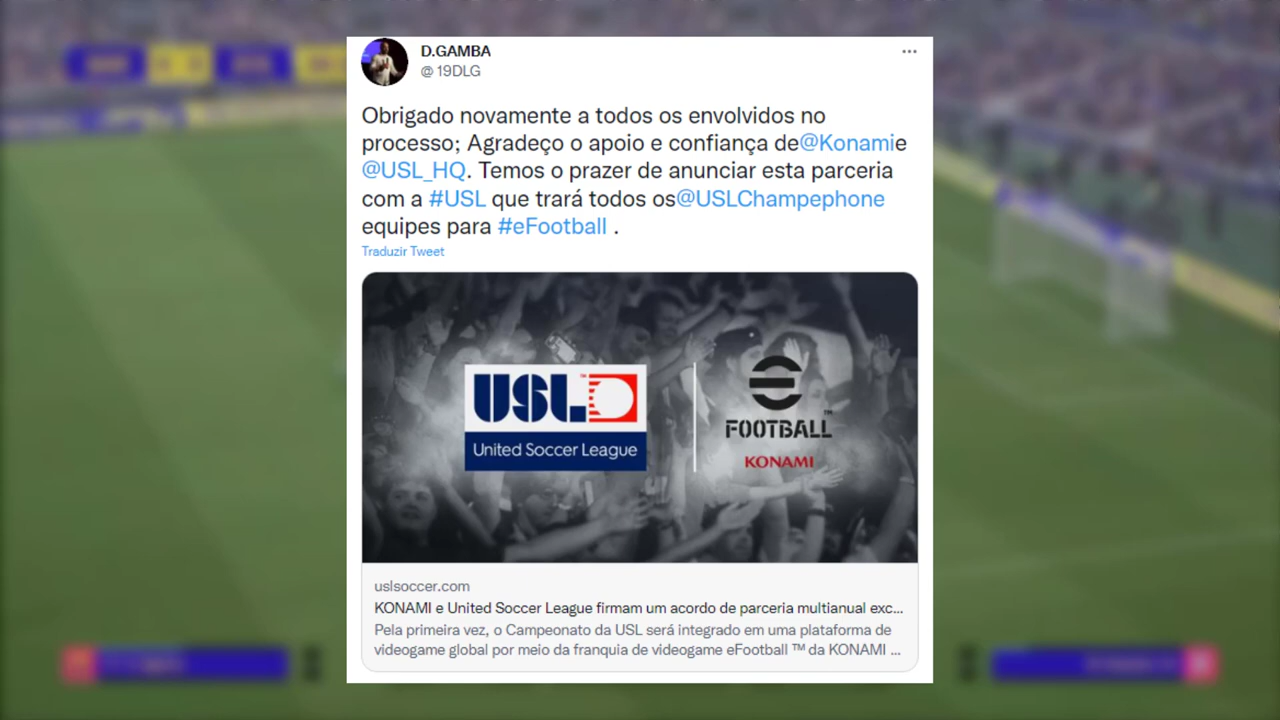 D.GAMBA
@ 19DLG
Obrigado novamente a todos os envolvidos no
processo; Agradeço o apoio e confiança de@Konamie
@USL_HQ. Temos o prazer de anunciar esta parceria
com a #USL que trará todos os@USLChampephone
equipes para #eFootball .
Traduzir Tweet
USL™
United Soccer League
FOOTBALL™
KONAMI
uslsoccer.com
KONAMI e United Soccer League firmam um acordo de parceria multianual exc...
Pela primeira vez, o Campeonato da USL será integrado em uma plataforma de
videogame global por meio da franquia de videogame eFootball ™ da KONAMI ...